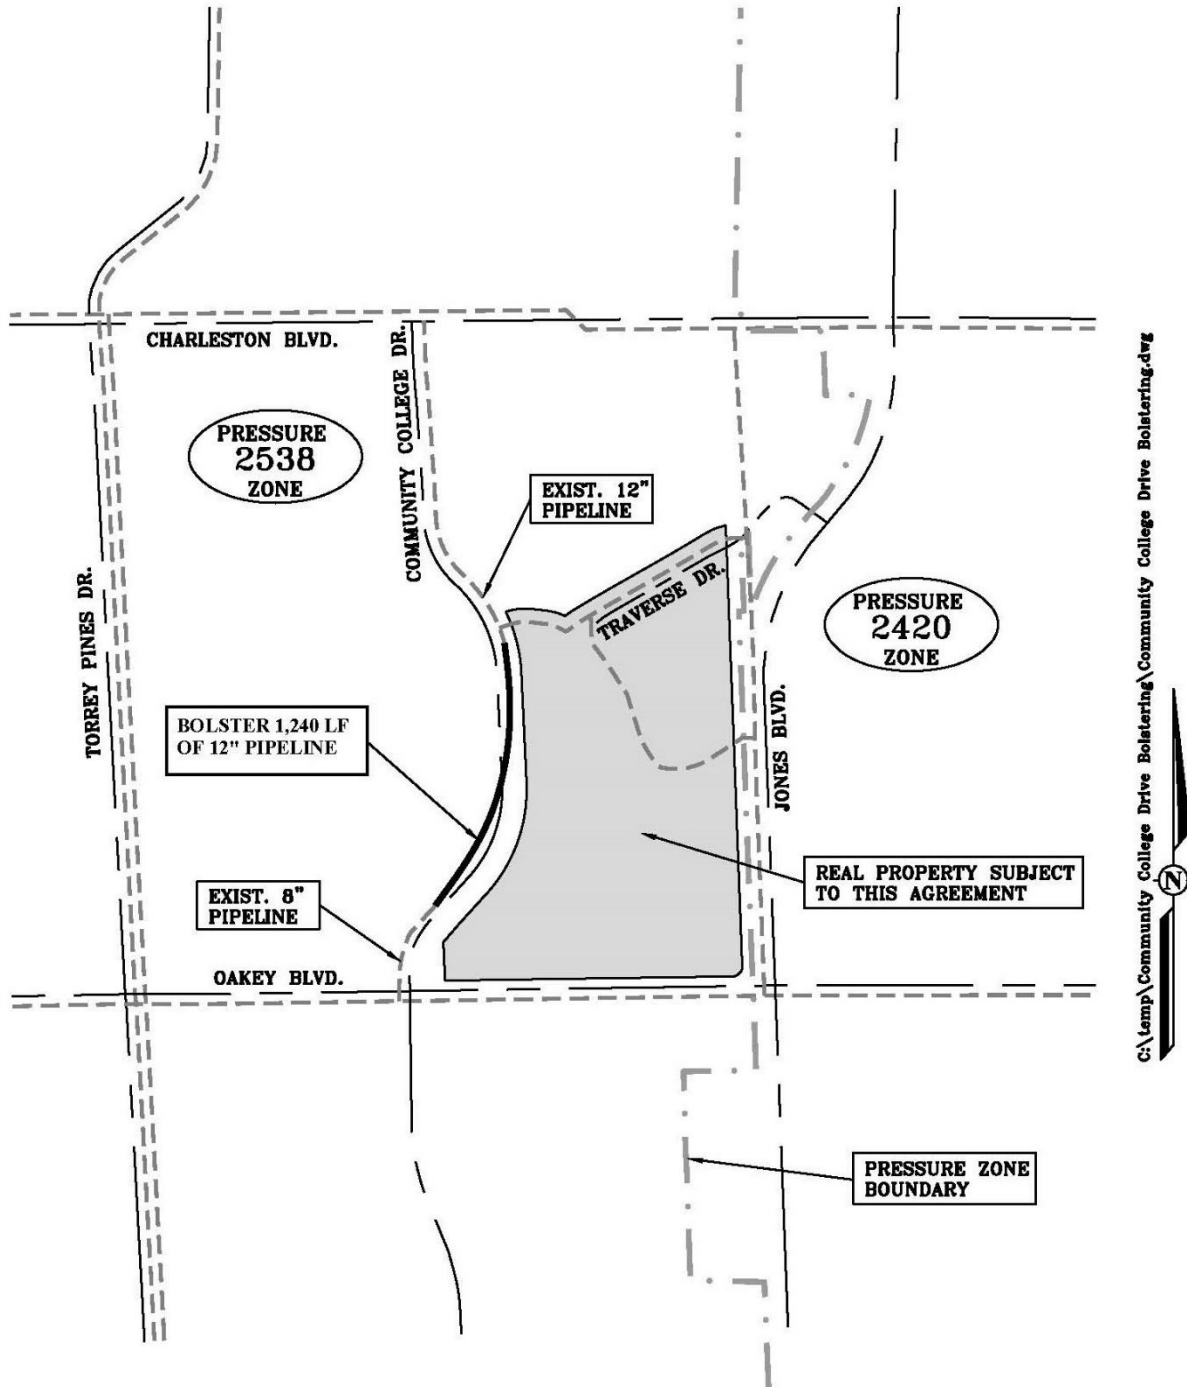 CHARLESTON BLVD.
COMMUNITY COLLEGE DR.
PRESSURE
2538
ZONE
EXIST. 12"
PIPELINE
TORREY PINES DR.
TRAVERSE DR.
PRESSURE
2420
ZONE
BOLSTER 1,240 LF
OF 12" PIPELINE
JONES BLVD.
REAL PROPERTY SUBJECT
TO THIS AGREEMENT
EXIST. 8"
PIPELINE
OAKEY BLVD.
PRESSURE ZONE
BOUNDARY
C:\temp\Community College Drive Bolstering\Community College Drive Bolstering.dwg
N